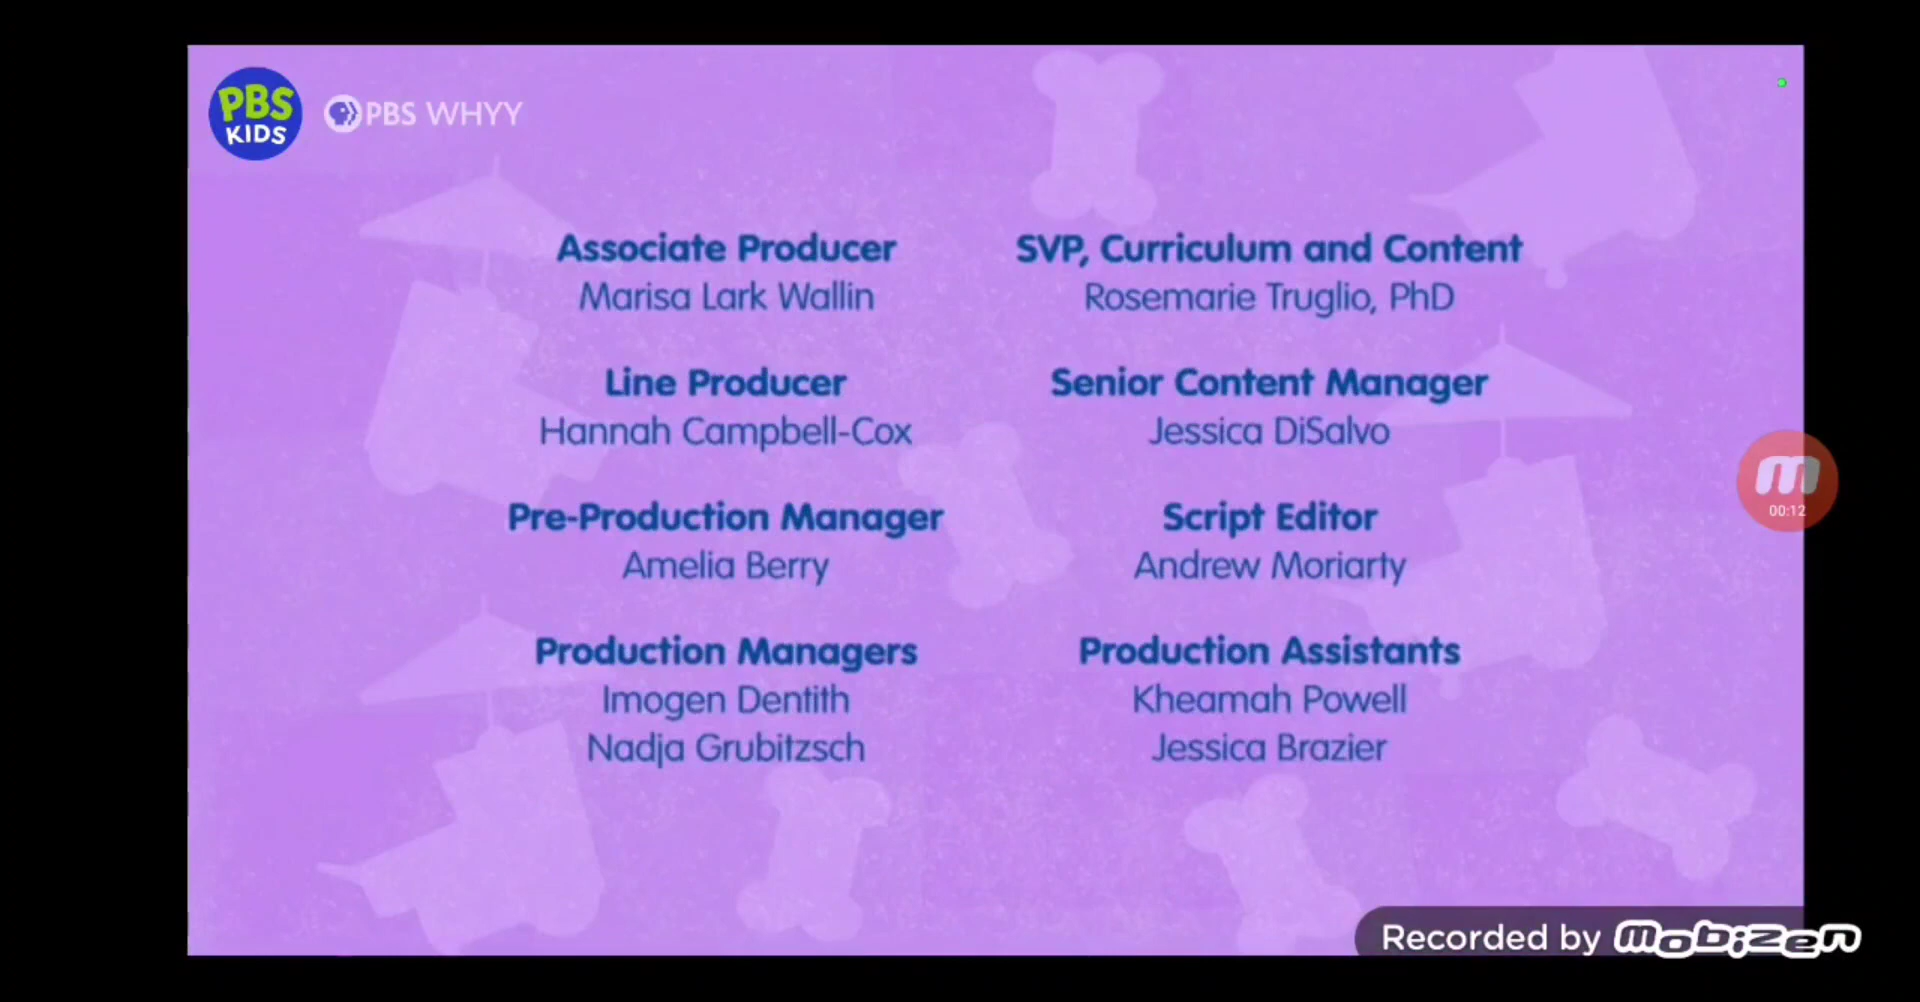 PBS
KIDS
PBS WHYY
Associate Producer
Marisa Lark Wallin
Line Producer
Hannah Campbell-Cox
Pre-Production Manager
Amelia Berry
Production Managers
Imogen Dentith
Nadja Grubitzsch
SVP, Curriculum and Content
Rosemarie Truglio, PhD
Senior Content Manager
Jessica DiSalvo
Script Editor
Andrew Moriarty
Production Assistants
Kheamah Powell
Jessica Brazier
m
00:12
Recorded by mobizen